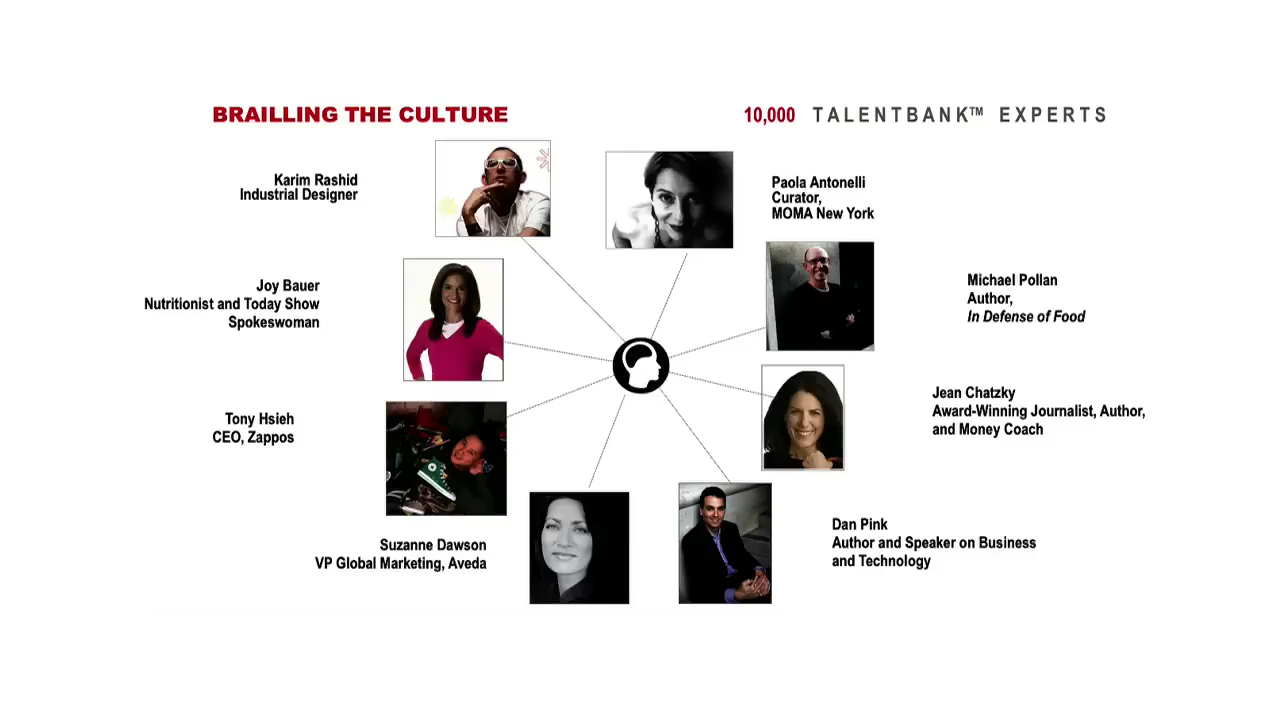 BRAILLING THE CULTURE
10,000 TALENTBANK™ EXPERTS
Karim Rashid
Industrial Designer
Paola Antonelli
Curator,
MOMA New York
Joy Bauer
Nutritionist and Today Show
Spokeswoman
Michael Pollan
Author,
In Defense of Food
Tony Hsieh
CEO, Zappos
Jean Chatzky
Award-Winning Journalist, Author,
and Money Coach
Suzanne Dawson
VP Global Marketing, Aveda
Dan Pink
Author and Speaker on Business
and Technology